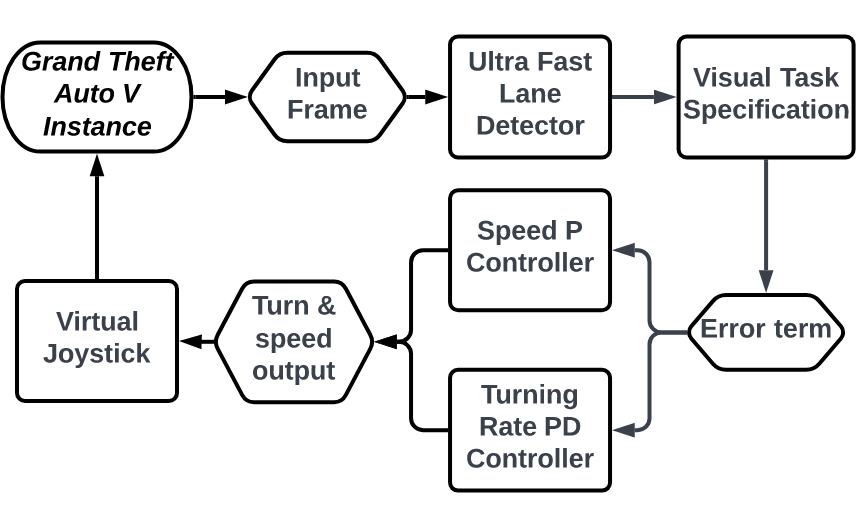 Grand Theft
Auto V
Instance
Input
Frame
Ultra Fast
Lane
Detector
Visual Task
Specification
Speed P
Controller
Turn &
speed
output
Virtual
Joystick
Error term
Turning
Rate PD
Controller